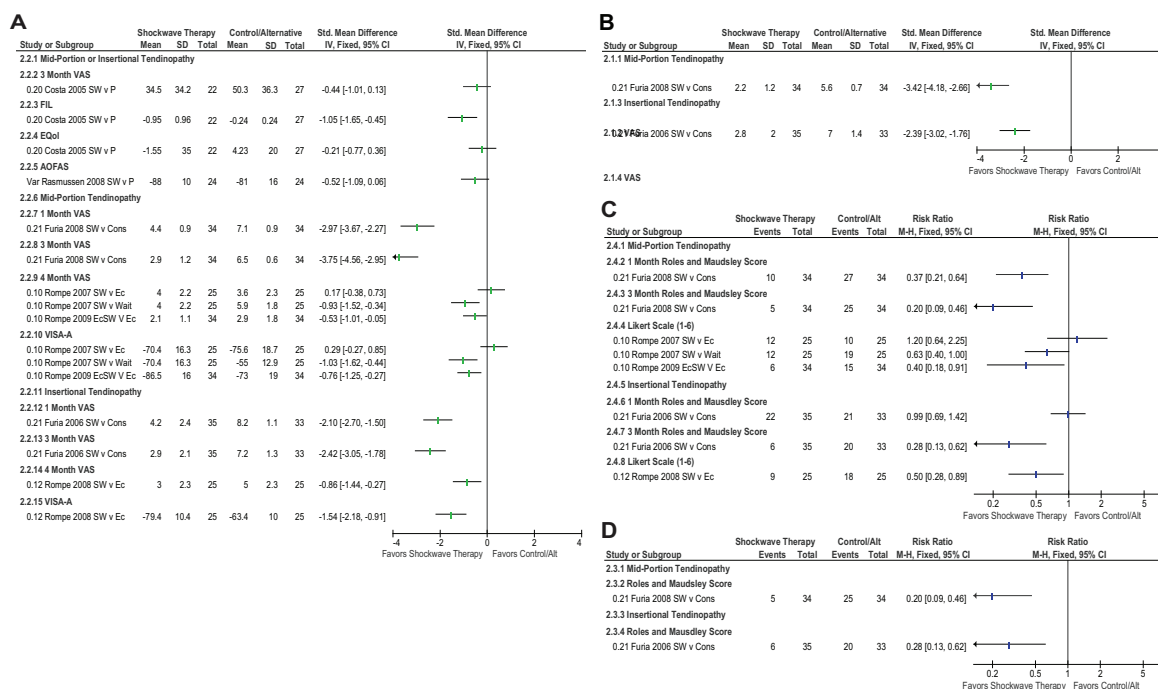 A
Shockwave Therapy Control/Alternative Std. Mean Difference Std. Mean Difference
Study or Subgroup Mean SD Total Mean SD Total IV, Fixed, 95% CI IV, Fixed, 95% CI
2.2.1 Mid-Portion or Insertional Tendinopathy
2.2.2 3 Month VAS
0.20 Costa 2005 SW v P 34.5 34.2 22 50.3 36.3 27 -0.44 [-1.01, 0.13]
2.2.3 FIL
0.20 Costa 2005 SW v P -0.95 0.96 22 -0.24 0.24 27 -1.05 [-1.65, -0.45]
2.2.4 EQol
0.20 Costa 2005 SW v P -1.55 35 22 4.23 20 27 -0.21 [-0.77, 0.36]
2.2.5 AOFAS
Var Rasmussen 2008 SW v P -88 10 24 -81 16 24 -0.52 [-1.09, 0.06]
2.2.6 Mid-Portion Tendinopathy
2.2.7 1 Month VAS
0.21 Furia 2008 SW v Cons 4.4 0.9 34 7.1 0.9 34 -2.97 [-3.67, -2.27]
2.2.8 3 Month VAS
0.21 Furia 2008 SW v Cons 2.9 1.2 34 6.5 0.6 34 -3.75 [-4.56, -2.95]
2.2.9 4 Month VAS
0.10 Rompe 2007 SW v Ec 4 2.2 25 3.6 2.3 25 0.17 [-0.38, 0.73]
0.10 Rompe 2007 SW v Wait 4 2.2 25 5.9 1.8 25 -0.93 [-1.52, -0.34]
0.10 Rompe 2009 EcSW V Ec 2.1 1.1 34 2.9 1.8 34 -0.53 [-1.01, -0.05]
2.2.10 VISA-A
0.10 Rompe 2007 SW v Ec -70.4 16.3 25 -75.6 18.7 25 0.29 [-0.27, 0.85]
0.10 Rompe 2007 SW v Wait -70.4 16.3 25 -55 12.9 25 -1.03 [-1.62, -0.44]
0.10 Rompe 2009 EcSW V Ec -86.5 16 34 -73 19 34 -0.76 [-1.25, -0.27]
2.2.11 Insertional Tendinopathy
2.2.12 1 Month VAS
0.21 Furia 2006 SW v Cons 4.2 2.4 35 8.2 1.1 33 -2.10 [-2.70, -1.50]
2.2.13 3 Month VAS
0.21 Furia 2006 SW v Cons 2.9 2.1 35 7.2 1.3 33 -2.42 [-3.05, -1.78]
2.2.14 4 Month VAS
0.12 Rompe 2008 SW v Ec 3 2.3 25 5 2.3 25 -0.86 [-1.44, -0.27]
2.2.15 VISA-A
0.12 Rompe 2008 SW v Ec -79.4 10.4 25 -63.4 10 25 -1.54 [-2.18, -0.91]
-4 -2 0 2 4
Favors Shockwave Therapy Favors Control/Alt
B
Shockwave Therapy Control/Alternative Std. Mean Difference Std. Mean Difference
Study or Subgroup Mean SD Total Mean SD Total IV, Fixed, 95% CI IV, Fixed, 95% CI
2.1.1 Mid-Portion Tendinopathy
0.21 Furia 2008 SW v Cons 2.2 1.2 34 5.6 0.7 34 -3.42 [-4.18, -2.66]
2.1.3 Insertional Tendinopathy
2.1.2 VAS
Furia 2006 SW v Cons 2.8 2 35 7 1.4 33 -2.39 [-3.02, -1.76]
2.1.4 VAS
-4 -2 0 2
Favors Shockwave Therapy Favors Control/Alt
C
Shockwave Therapy Control/Alt Risk Ratio Risk Ratio
Study or Subgroup Events Total Events Total M-H, Fixed, 95% CI M-H, Fixed, 95% CI
2.4.1 Mid-Portion Tendinopathy
2.4.2 1 Month Roles and Maudsley Score
0.21 Furia 2008 SW v Cons 10 34 27 34 0.37 [0.21, 0.64]
2.4.3 3 Month Roles and Maudsley Score
0.21 Furia 2008 SW v Cons 5 34 25 34 0.20 [0.09, 0.46]
2.4.4 Likert Scale (1-6)
0.10 Rompe 2007 SW v Ec 12 25 10 25 1.20 [0.64, 2.25]
0.10 Rompe 2007 SW v Wait 12 25 19 25 0.63 [0.40, 1.00]
0.10 Rompe 2009 EcSW V Ec 6 34 15 34 0.40 [0.18, 0.91]
2.4.5 Insertional Tendinopathy
2.4.6 1 Month Roles and Mausdley Score
0.21 Furia 2006 SW v Cons 22 35 21 33 0.99 [0.69, 1.42]
2.4.7 3 Month Roles and Mausdley Score
0.21 Furia 2006 SW v Cons 6 35 20 33 0.28 [0.13, 0.62]
2.4.8 Likert Scale (1-6)
0.12 Rompe 2008 SW v Ec 9 25 18 25 0.50 [0.28, 0.89]
0.2 0.5 1 2 5
Favors Shockwave Therapy Favors Control/Alt
D
Shockwave Therapy Control/Alt Risk Ratio Risk Ratio
Study or Subgroup Events Total Events Total M-H, Fixed, 95% CI M-H, Fixed, 95% CI
2.3.1 Mid-Portion Tendinopathy
2.3.2 Roles and Maudsley Score
0.21 Furia 2008 SW v Cons 5 34 25 34 0.20 [0.09, 0.46]
2.3.3 Insertional Tendinopathy
2.3.4 Roles and Mausdley Score
0.21 Furia 2006 SW v Cons 6 35 20 33 0.28 [0.13, 0.62]
0.2 0.5 1 2 5
Favors Shockwave Therapy Favors Control/Alt